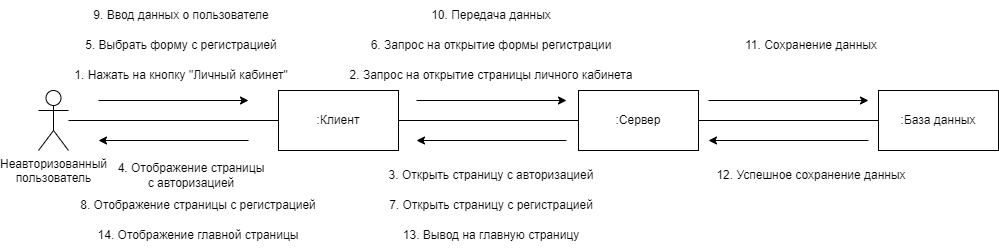 9. Ввод данных о пользователе
10. Передача данных
5. Выбрать форму с регистрацией
6. Запрос на открытие формы регистрации
11. Сохранение данных
1. Нажать на кнопку "Личный кабинет"
2. Запрос на открытие страницы личного кабинета
:Клиент
:Сервер
:База данных
Неавторизованный
пользователь
4. Отображение страницы
с авторизацией
3. Открыть страницу с авторизацией
12. Успешное сохранение данных
8. Отображение страницы с регистрацией
7. Открыть страницу с регистрацией
14. Отображение главной страницы
13. Вывод на главную страницу